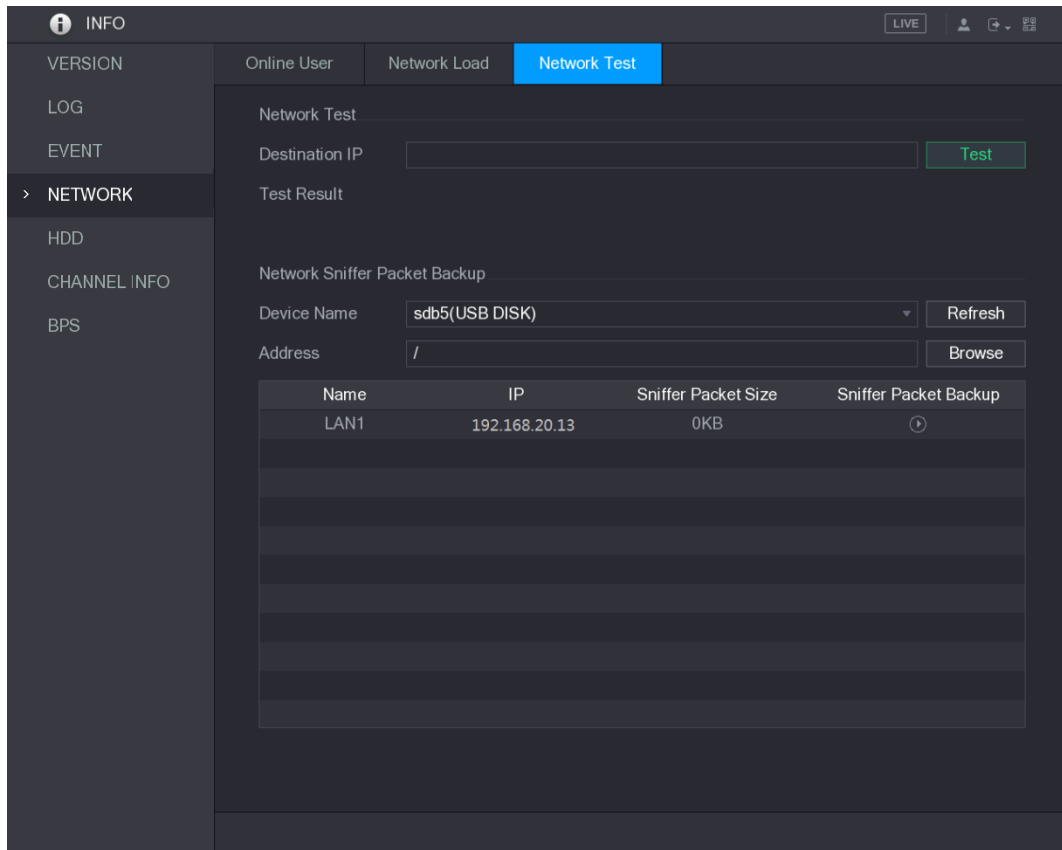 INFO LIVE
VERSION
LOG
EVENT
NETWORK
HDD
CHANNEL INFO
BPS
Online User Network Load Network Test
Network Test
Destination IP Test
Test Result
Network Sniffer Packet Backup
Device Name sdb5(USB DISK) Refresh
Address / Browse
Name IP Sniffer Packet Size Sniffer Packet Backup
LAN1 192.168.20.13 0KB